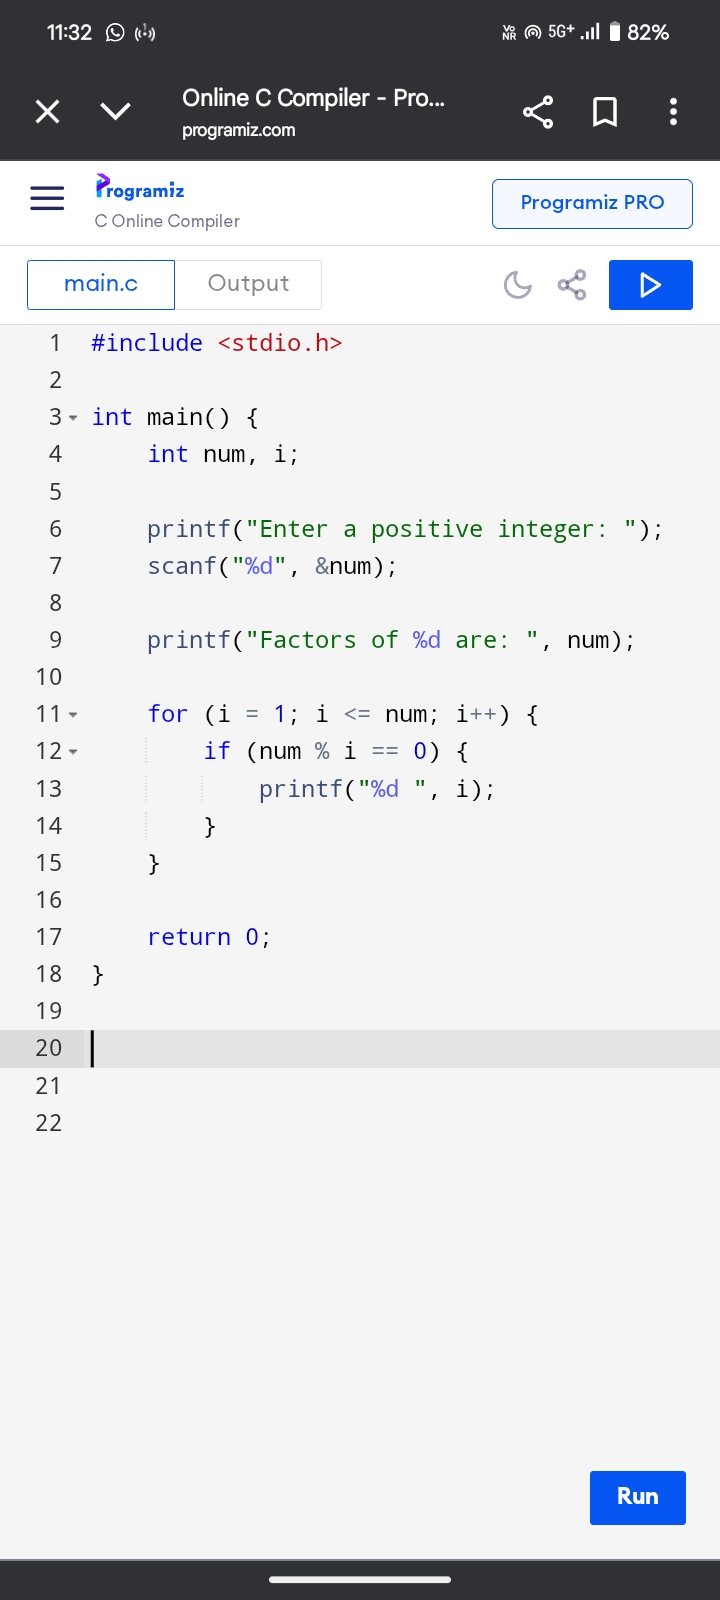 11:32 Vo NR 5G+ 82%
Online C Compiler - Pro...
programiz.com
Programiz
C Online Compiler
Programiz PRO
main.c Output
1 #include <stdio.h>
2
3 int main() {
4     int num, i;
5
6     printf("Enter a positive integer: ");
7     scanf("%d", &num);
8
9     printf("Factors of %d are: ", num);
10
11     for (i = 1; i <= num; i++) {
12         if (num % i == 0) {
13             printf("%d ", i);
14         }
15     }
16
17     return 0;
18 }
19
20
21
22
Run